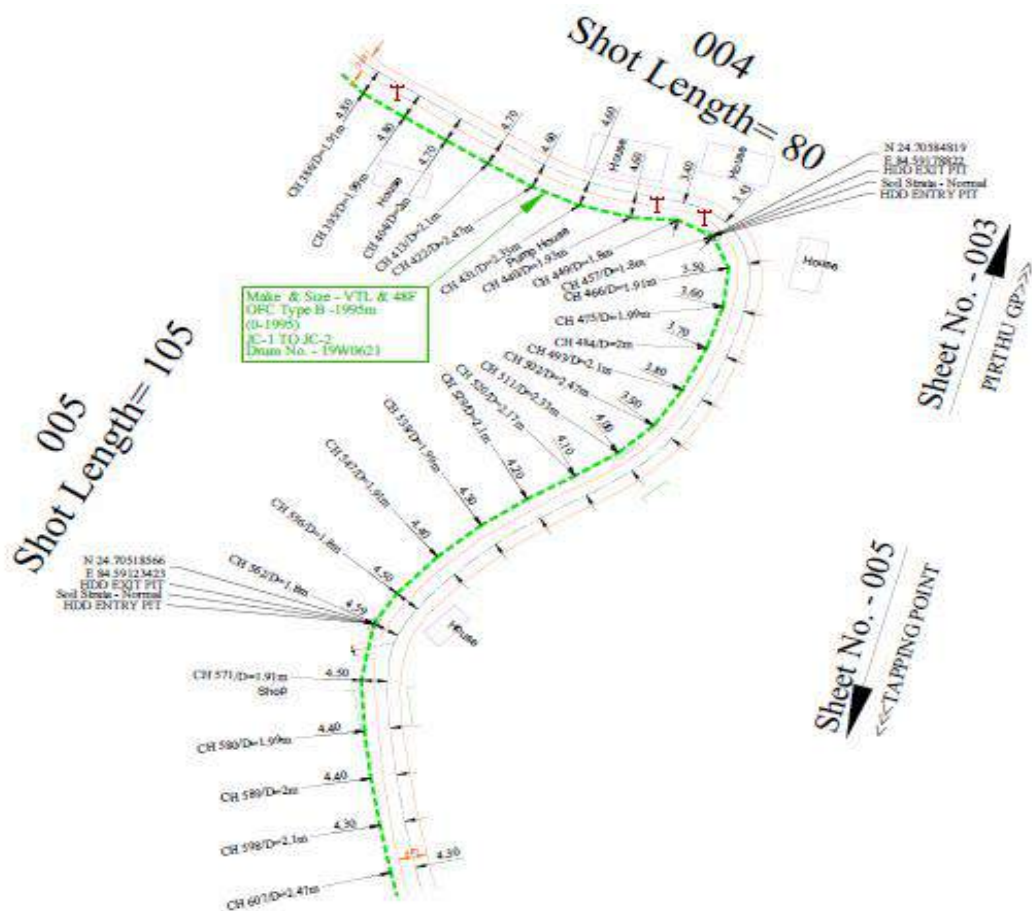 004
Shot Length= 80
4.80
CH 386/D=1.91m
4.80
CH 395/D=1.99m
House
4.70
CH 404/D=2m
4.70
CH 413/D=2.1m
4.90
CH 422/D=2.47m
4.60
CH 431/D=2.35m
House
4.60
Pump House
CH 440/D=1.93m
3.40
CH 449/D=1.8m
House
3.45
CH 457/D=1.8m
N 24.70584819
E 84.59178822
HDD EXIT PIT
Soil Strata - Normal
HDD ENTRY PIT
House
3.50
CH 466/D=1.91m
3.60
CH 475/D=1.99m
3.70
CH 484/D=2m
3.80
CH 493/D=2.1m
3.90
CH 502/D=2.47m
4.00
CH 511/D=2.33m
4.10
CH 520/D=2.17m
4.20
CH 529/D=2.1m
4.30
CH 538/D=1.99m
4.40
CH 547/D=1.91m
4.50
CH 556/D=1.8m
4.59
CH 562/D=1.8m
Make & Size - VTL & 48F
OFC Type B -1995m
(0-1995)
JC-1 TO JC-2
Drum No. - 19W0621
Sheet No. - 003
PIRTHU GP>>>
005
Shot Length= 105
N 24.70518566
E 84.59123423
HDD EXIT PIT
Soil Strata - Normal
HDD ENTRY PIT
House
4.50
CH 571/D=1.91m
Shop
4.40
CH 580/D=1.99m
4.40
CH 589/D=2m
4.30
CH 598/D=2.1m
4.30
CH 607/D=2.47m
Sheet No. - 005
<<<TAPPING POINT